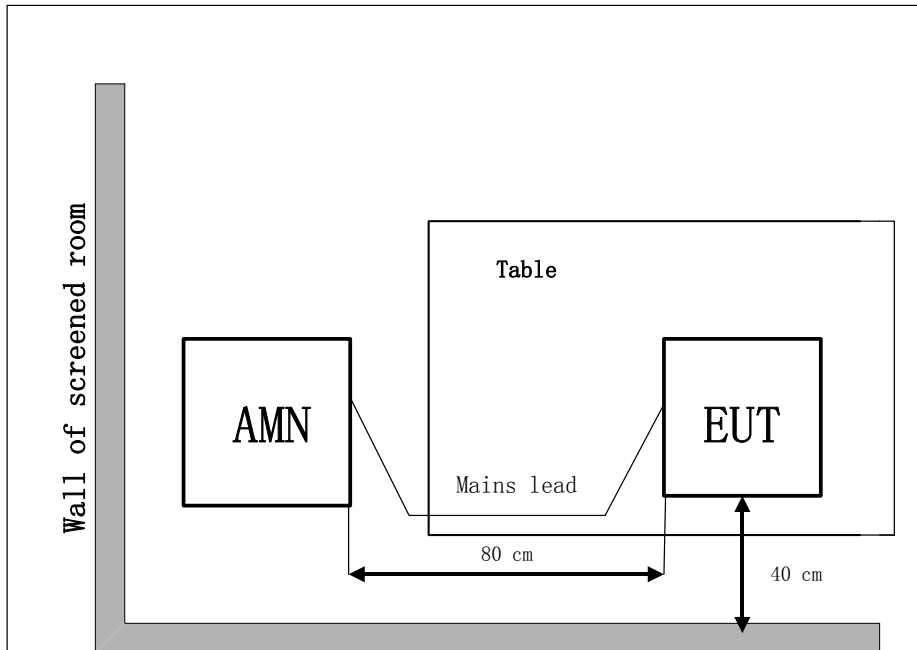 Wall of screened room
Table
AMN
EUT
Mains lead
80 cm
40 cm